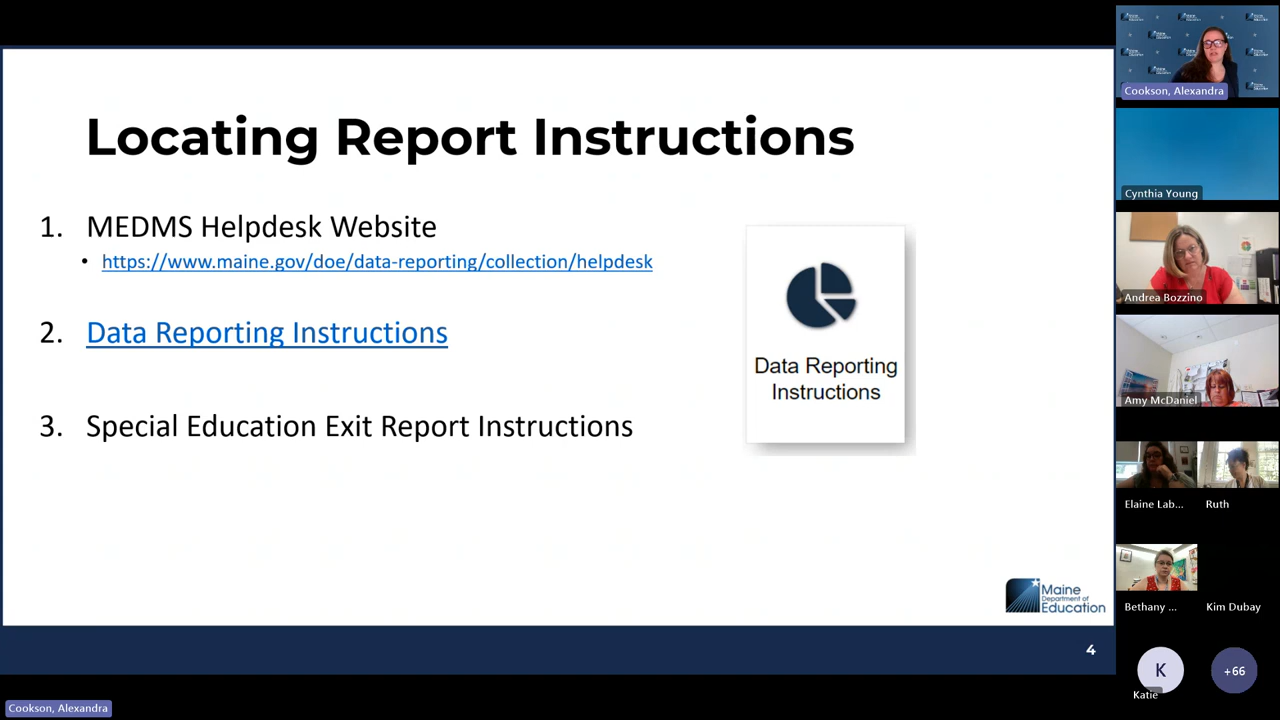 Locating Report Instructions
1. MEDMS Helpdesk Website
• https://www.maine.gov/doe/data-reporting/collection/helpdesk
2. Data Reporting Instructions
3. Special Education Exit Report Instructions
Data Reporting
Instructions
Maine
Department of
Education
4
Cookson, Alexandra
Cookson, Alexandra
Cynthia Young
Andrea Bozzino
Amy McDaniel
Elaine Lab...
Ruth
Bethany ...
Kim Dubay
K
Katie
+66